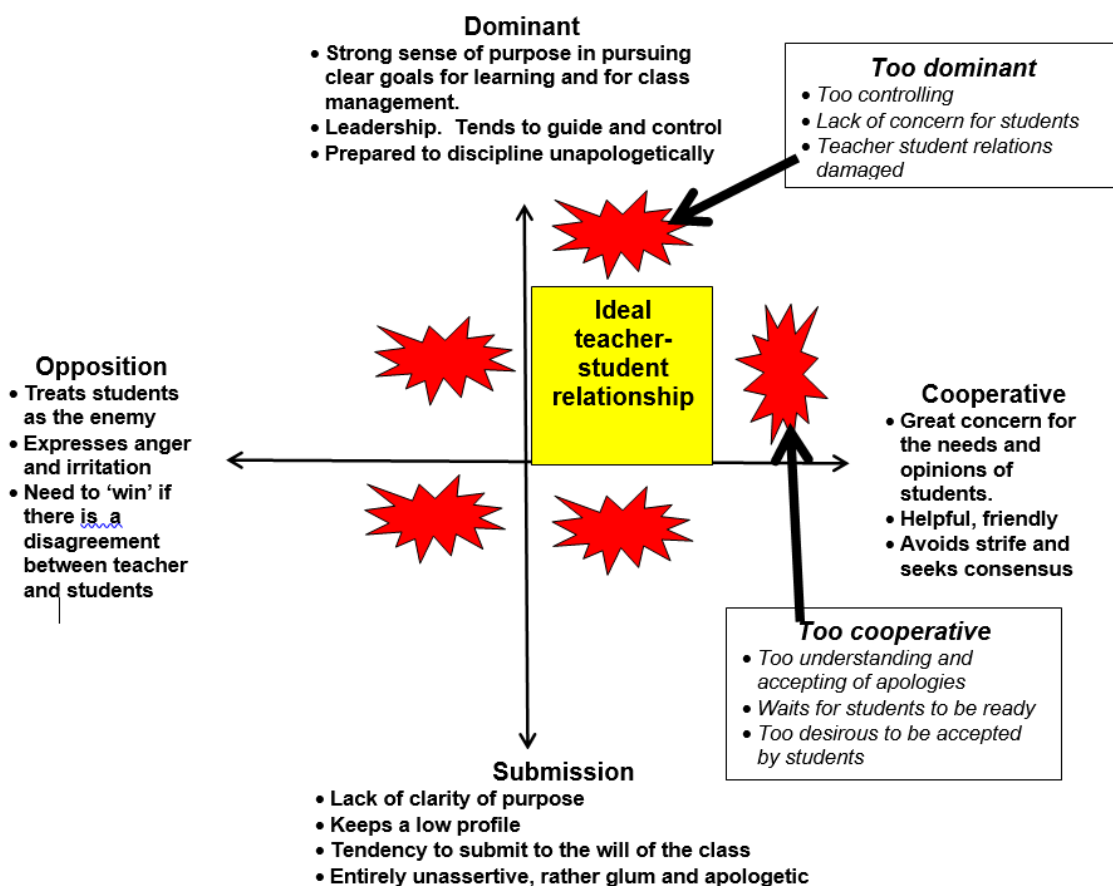 Dominant
• Strong sense of purpose in pursuing
clear goals for learning and for class
management.
• Leadership.  Tends to guide and control
• Prepared to discipline unapologetically
Too dominant
• Too controlling
• Lack of concern for students
• Teacher student relations
damaged
Ideal
teacher-
student
relationship
Opposition
• Treats students
as the enemy
• Expresses anger
and irritation
• Need to ‘win’ if
there is  a
disagreement
between teacher
and students
Cooperative
• Great concern for
the needs and
opinions of
students.
• Helpful, friendly
• Avoids strife and
seeks consensus
Too cooperative
• Too understanding and
accepting of apologies
• Waits for students to be ready
• Too desirous to be accepted
by students
Submission
• Lack of clarity of purpose
• Keeps a low profile
• Tendency to submit to the will of the class
• Entirely unassertive, rather glum and apologetic